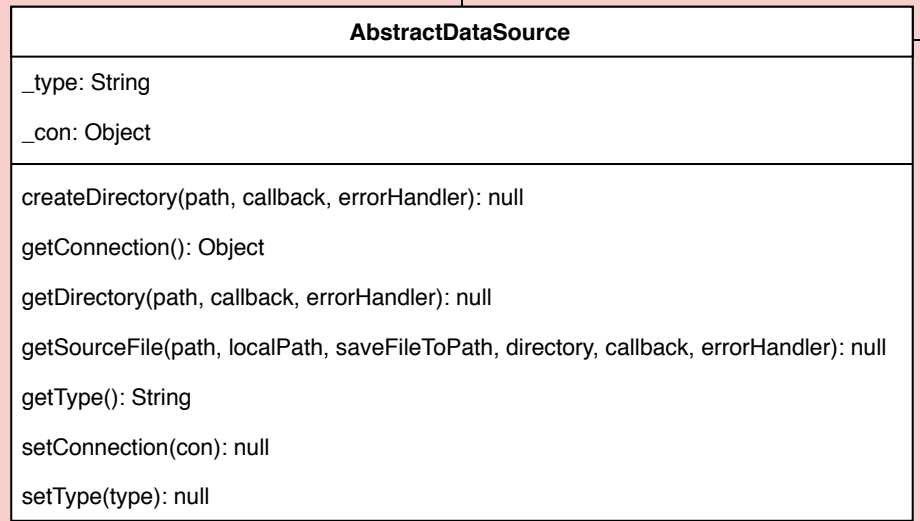 AbstractDataSource
_type: String
_con: Object
createDirectory(path, callback, errorHandler): null
getConnection(): Object
getDirectory(path, callback, errorHandler): null
getSourceFile(path, localPath, saveFileToPath, directory, callback, errorHandler): null
getType(): String
setConnection(con): null
setType(type): null